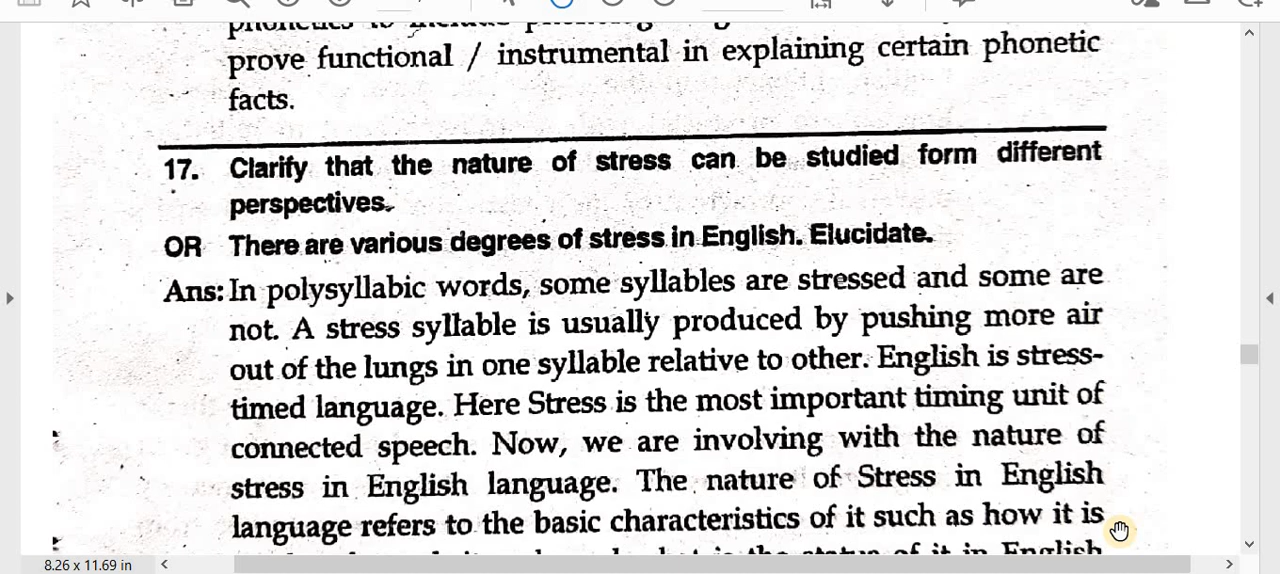 prove functional / instrumental in explaining certain phonetic
facts.
17. Clarify that the nature of stress can be studied form different
perspectives.
OR There are various degrees of stress in English. Elucidate.
Ans: In polysyllabic words, some syllables are stressed and some are
not. A stress syllable is usually produced by pushing more air
out of the lungs in one syllable relative to other. English is stress-
timed language. Here Stress is the most important timing unit of
connected speech. Now, we are involving with the nature of
stress in English language. The nature of Stress in English
language refers to the basic characteristics of it such as how it is
of it in English
8.26 x 11.69 in